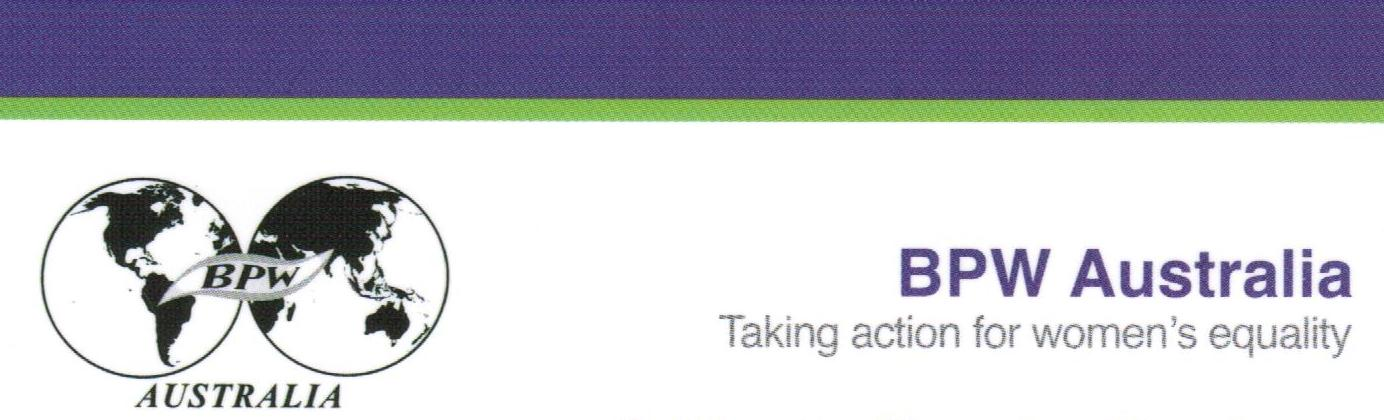 BPW
AUSTRALIA
BPW Australia
Taking action for women's equality